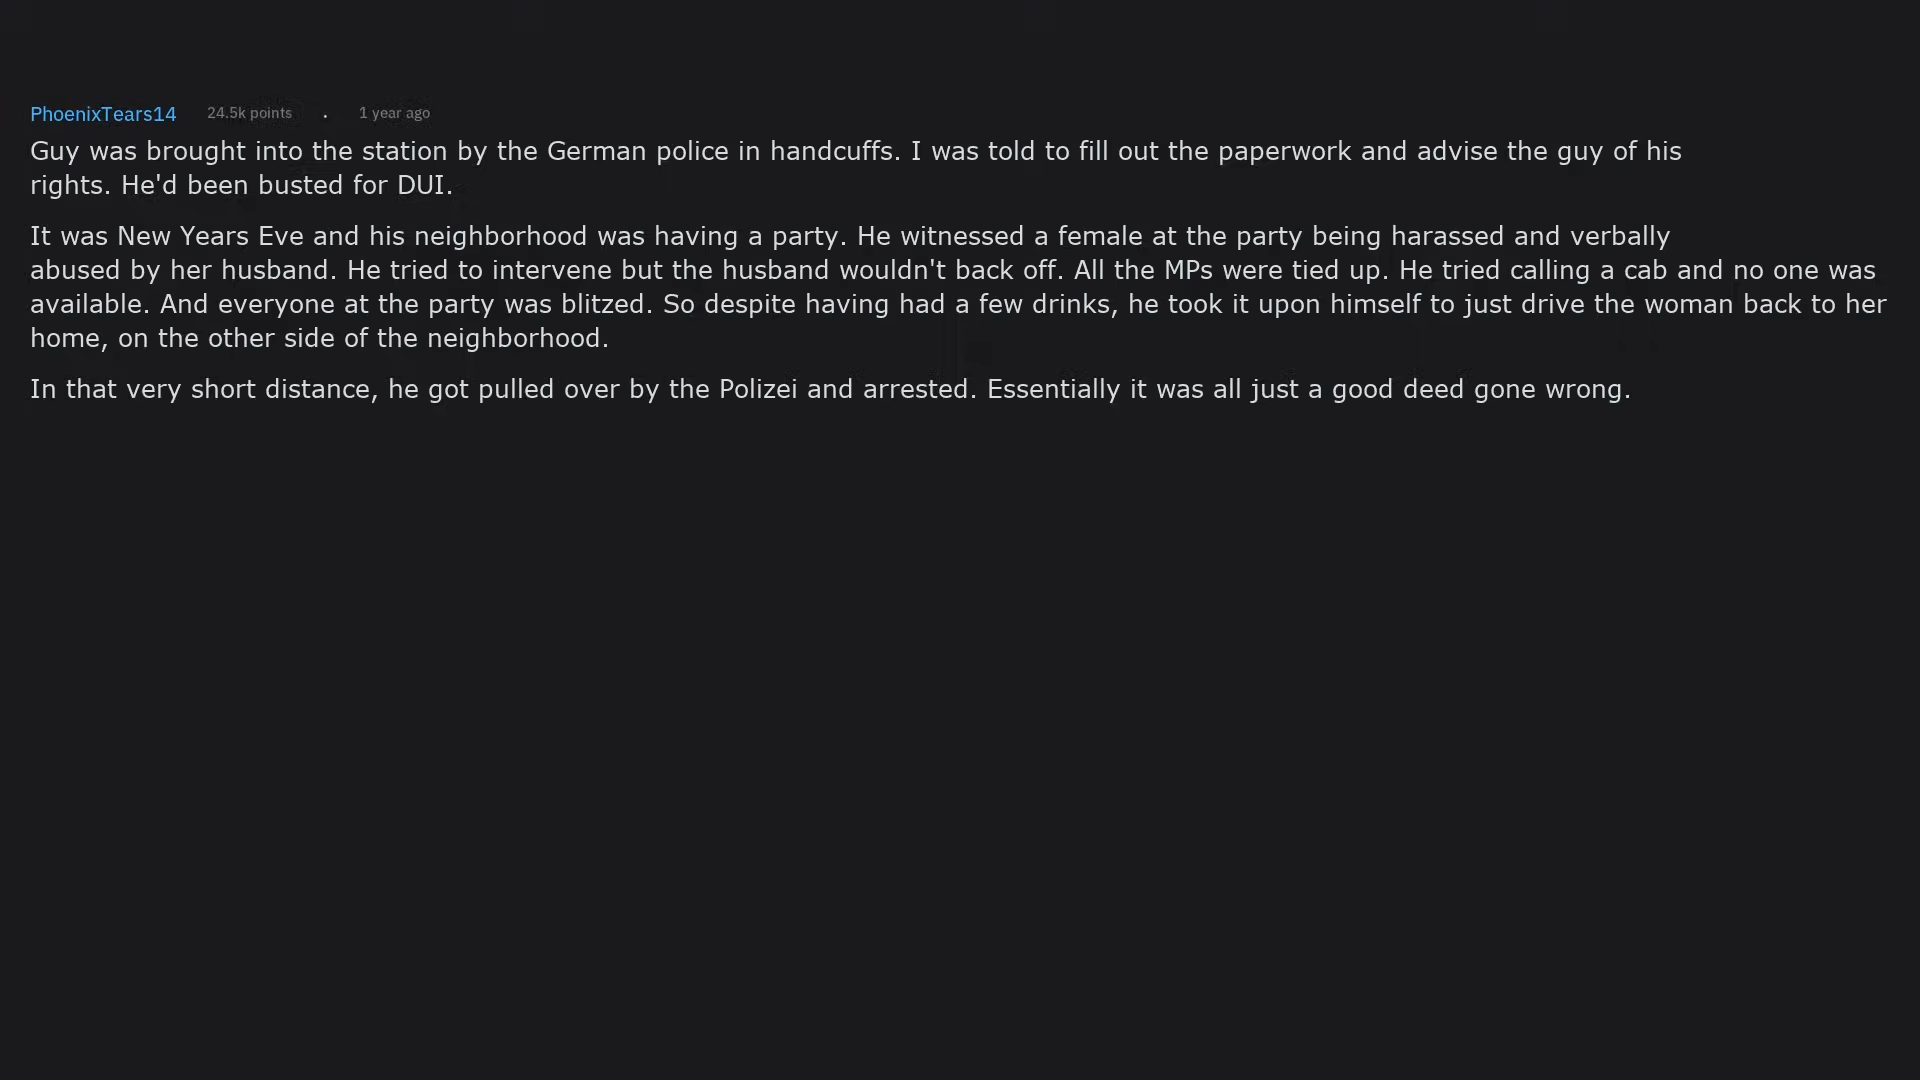 PhoenixTears14 24.5k points . 1 year ago
Guy was brought into the station by the German police in handcuffs. I was told to fill out the paperwork and advise the guy of his
rights. He'd been busted for DUI.
It was New Years Eve and his neighborhood was having a party. He witnessed a female at the party being harassed and verbally
abused by her husband. He tried to intervene but the husband wouldn't back off. All the MPs were tied up. He tried calling a cab and no one was
available. And everyone at the party was blitzed. So despite having had a few drinks, he took it upon himself to just drive the woman back to her
home, on the other side of the neighborhood.
In that very short distance, he got pulled over by the Polizei and arrested. Essentially it was all just a good deed gone wrong.